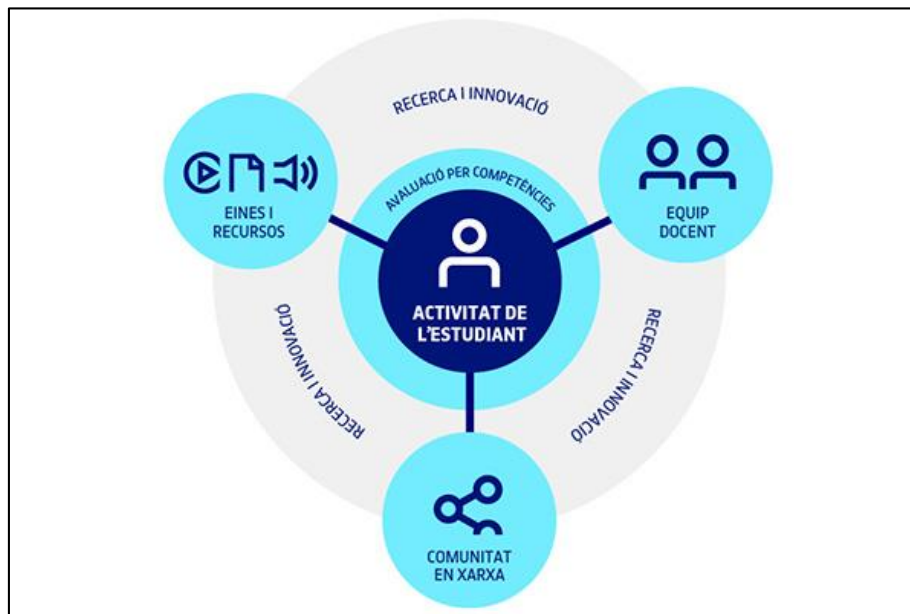 RECERCA I INNOVACIÓ
AVALUACIÓ PER COMPETÈNCIES
EINES I
RECURSOS
EQUIP
DOCENT
ACTIVITAT DE
L'ESTUDIANT
RECERCA I INNOVACIÓ
RECERCA I INNOVACIÓ
COMUNITAT
EN XARXA